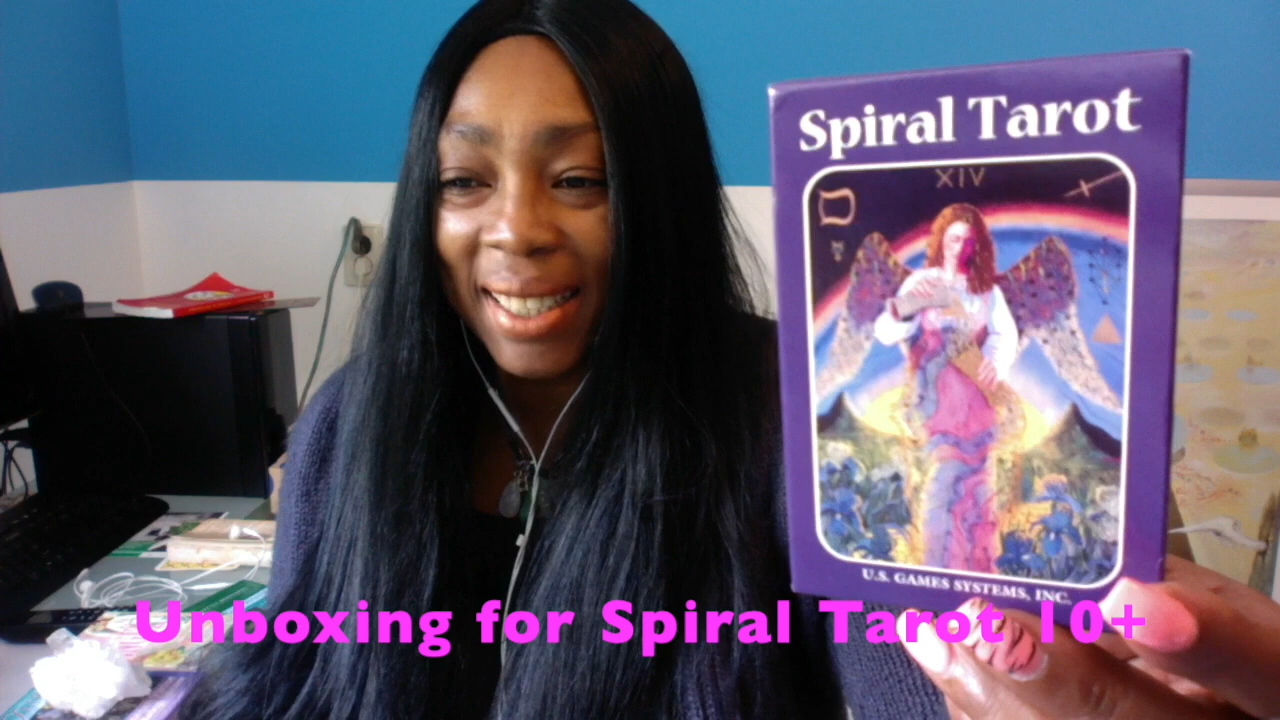 Spiral Tarot
XIV
U.S. GAMES SYSTEMS, INC.
Unboxing for Spiral Tarot 10+